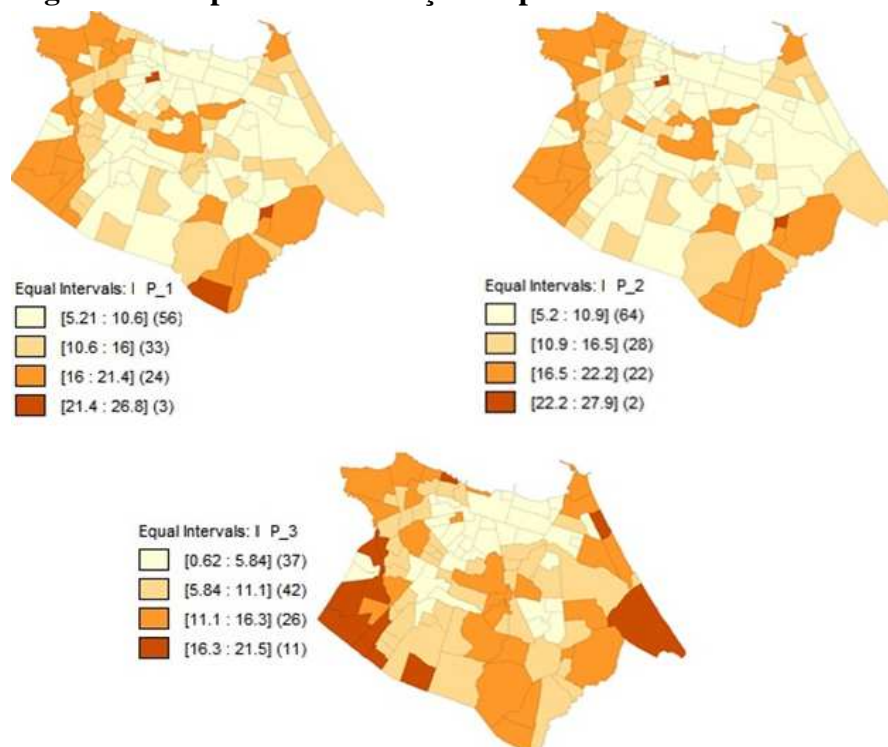 Equal Intervals: I P_1
[5.21 : 10.6] (56)
[10.6 : 16] (33)
[16 : 21.4] (24)
[21.4 : 26.8] (3)
Equal Intervals: I P_2
[5.2 : 10.9] (64)
[10.9 : 16.5] (28)
[16.5 : 22.2] (22)
[22.2 : 27.9] (2)
Equal Intervals: I P_3
[0.62 : 5.84] (37)
[5.84 : 11.1] (42)
[11.1 : 16.3] (26)
[16.3 : 21.5] (11)